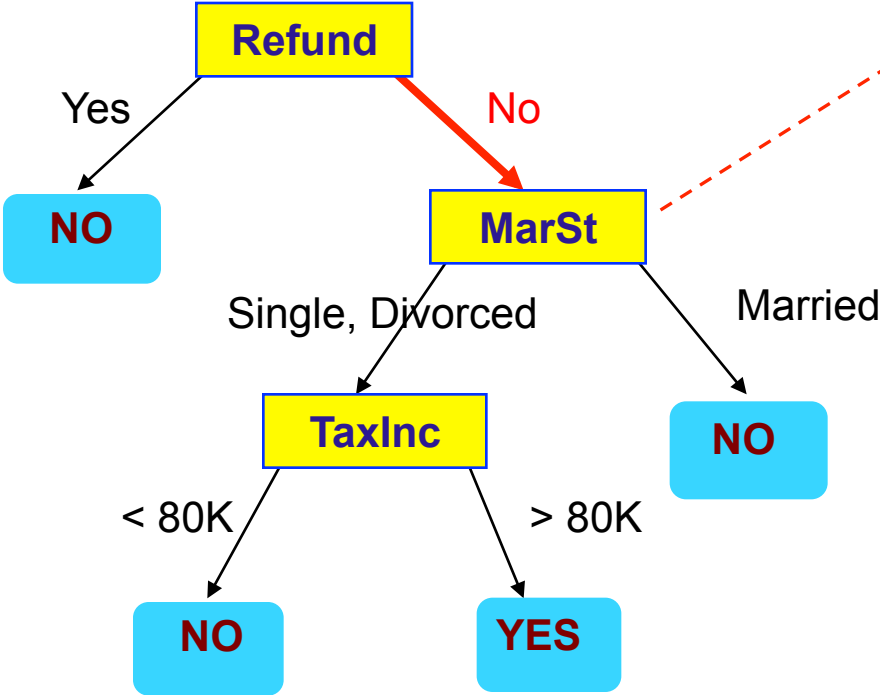 Refund
Yes
No
NO
MarSt
Single, Divorced
Married
TaxInc
NO
< 80K
> 80K
NO
YES